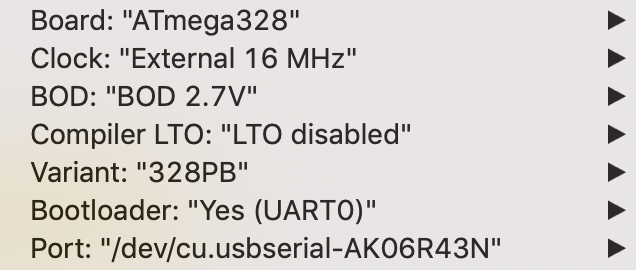 Board: "ATmega328"
Clock: "External 16 MHz"
BOD: "BOD 2.7V"
Compiler LTO: "LTO disabled"
Variant: "328PB"
Bootloader: "Yes (UART0)"
Port: "/dev/cu.usbserial-AK06R43N"